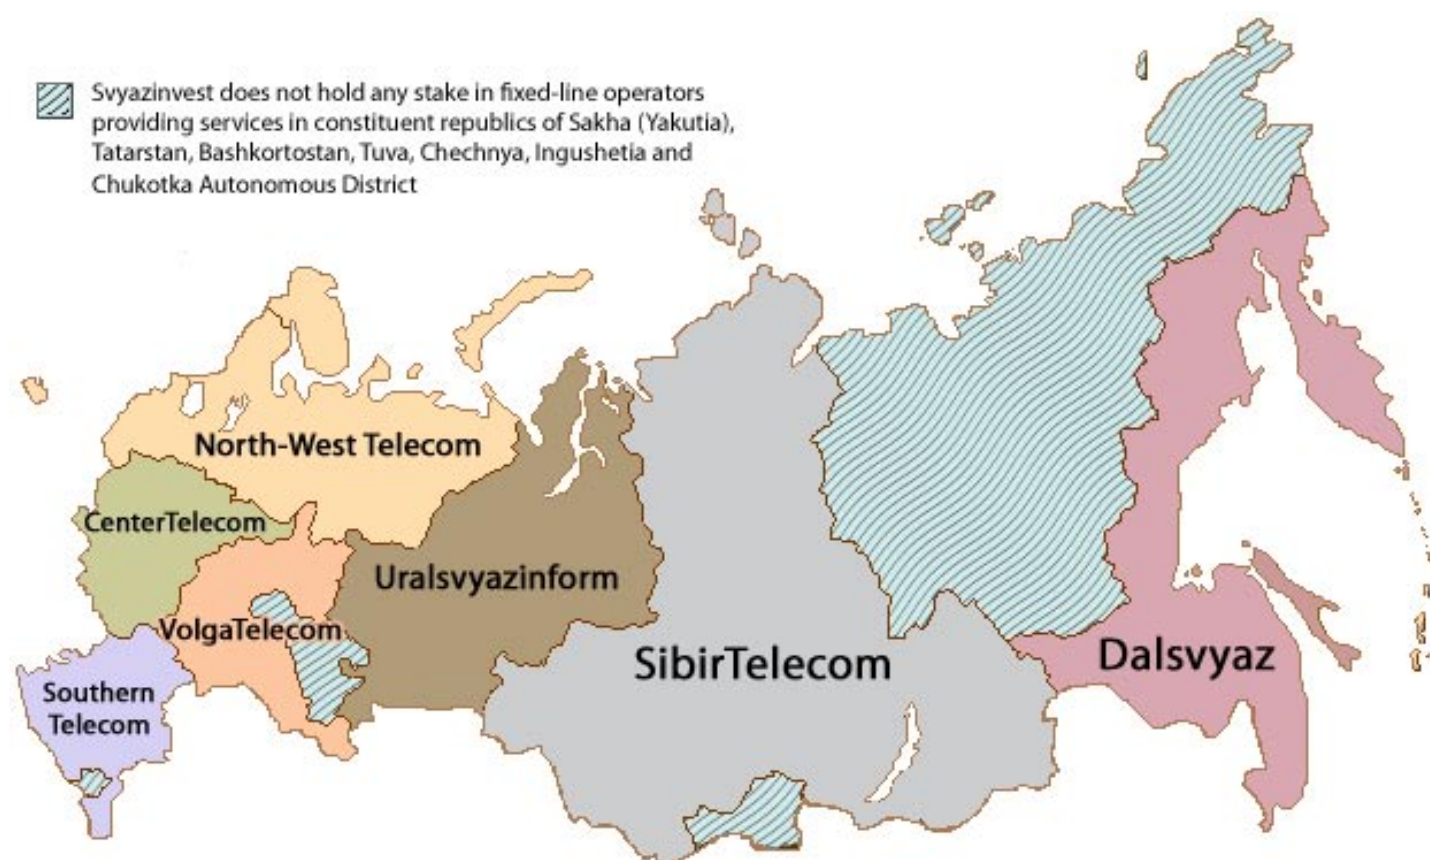 Svyazinvest does not hold any stake in fixed-line operators
providing services in constituent republics of Sakha (Yakutia),
Tatarstan, Bashkortostan, Tuva, Chechnya, Ingushetia and
Chukotka Autonomous District
North-West Telecom
CenterTelecom
Uralsvyazinform
VolgaTelecom
SibirTelecom
Dalsvyaz
Southern
Telecom